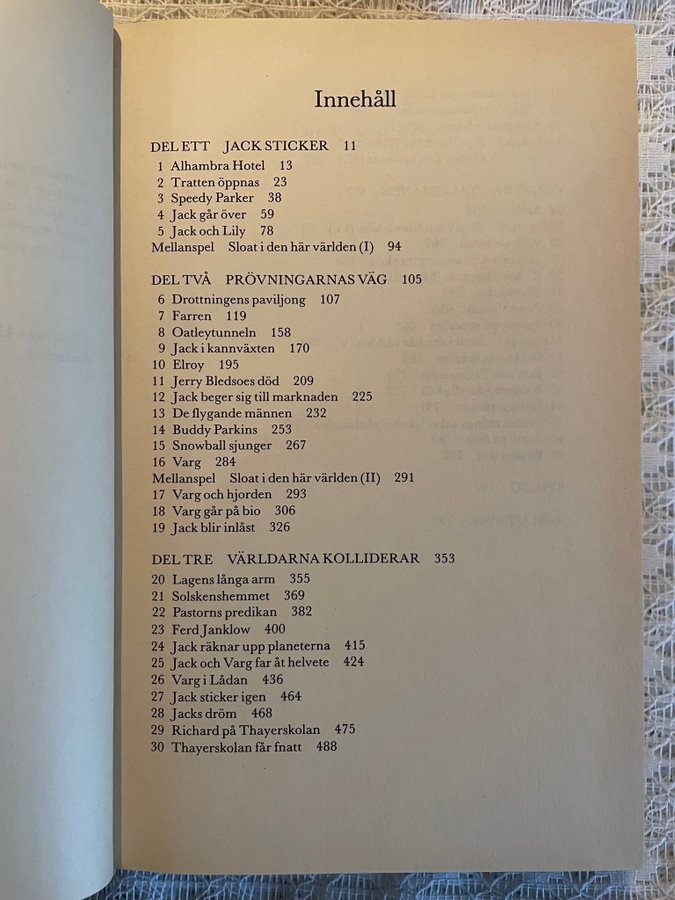 Innehåll
DEL ETT JACK STICKER 11
1 Alhambra Hotel 13
2 Tratten öppnas 23
3 Speedy Parker 38
4 Jack går över 59
5 Jack och Lily 78
Mellanspel Sloat i den här världen (I) 94
DEL TVÅ PRÖVNINGARNAS VÄG 105
6 Drottningens paviljong 107
7 Farren 119
8 Oatleytunneln 158
9 Jack i kannväxten 170
10 Elroy 195
11 Jerry Bledsoes död 209
12 Jack beger sig till marknaden 225
13 De flygande männen 232
14 Buddy Parkins 253
15 Snowball sjunger 267
16 Varg 284
Mellanspel Sloat i den här världen (II) 291
17 Varg och hjorden 293
18 Varg går på bio 306
19 Jack blir inlåst 326
DEL TRE VÄRLDARNA KOLLIDERAR 353
20 Lagens långa arm 355
21 Solskenshemmet 369
22 Pastorns predikan 382
23 Ferd Janklow 400
24 Jack räknar upp planeterna 415
25 Jack och Varg far åt helvete 424
26 Varg i Lådan 436
27 Jack sticker igen 464
28 Jacks dröm 468
29 Richard på Thayerskolan 475
30 Thayerskolan får fnatt 488